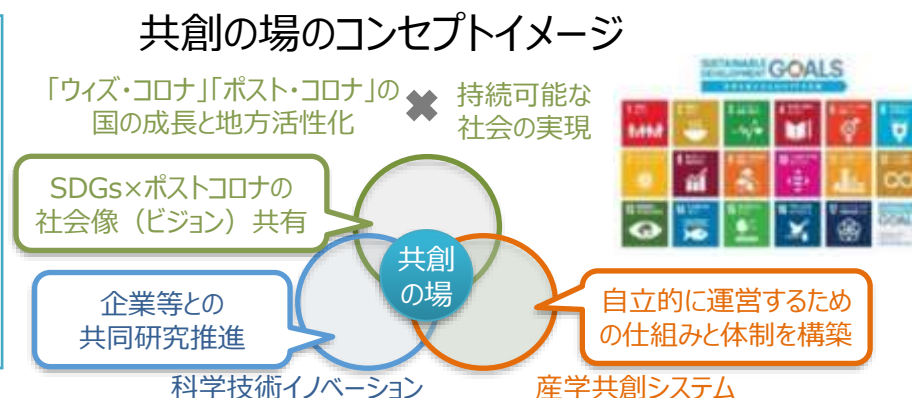 共創の場のコンセプトイメージ
「ウィズ・コロナ」「ポスト・コロナ」の
国の成長と地方活性化
✖
持続可能な
社会の実現
SUSTAINABLE
DEVELOPMENT GOALS
SDGs×ポストコロナの
社会像（ビジョン）共有
共創
の場
企業等との
共同研究推進
自立的に運営するため
の仕組みと体制を構築
科学技術イノベーション
産学共創システム